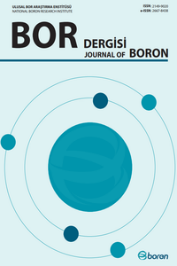 ULUSAL BOR ARAŞTIRMA ENSTİTÜSÜ
NATIONAL BORON RESEARCH INSTITUTE
BOR DERGİSİ
JOURNAL OF BORON
boren